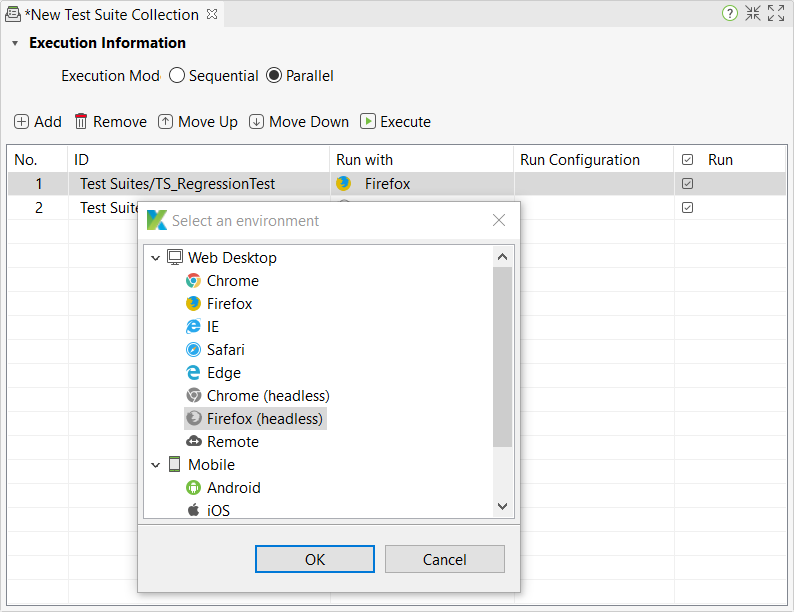 *New Test Suite Collection
Execution Information
Execution Mod Sequential Parallel
Add Remove Move Up Move Down Execute
No. ID Run with Run Configuration Run
1 Test Suites/TS_RegressionTest Firefox
2 Test Suit
Select an environment
Web Desktop
Chrome
Firefox
IE
Safari
Edge
Chrome (headless)
Firefox (headless)
Remote
Mobile
Android
iOS
OK Cancel